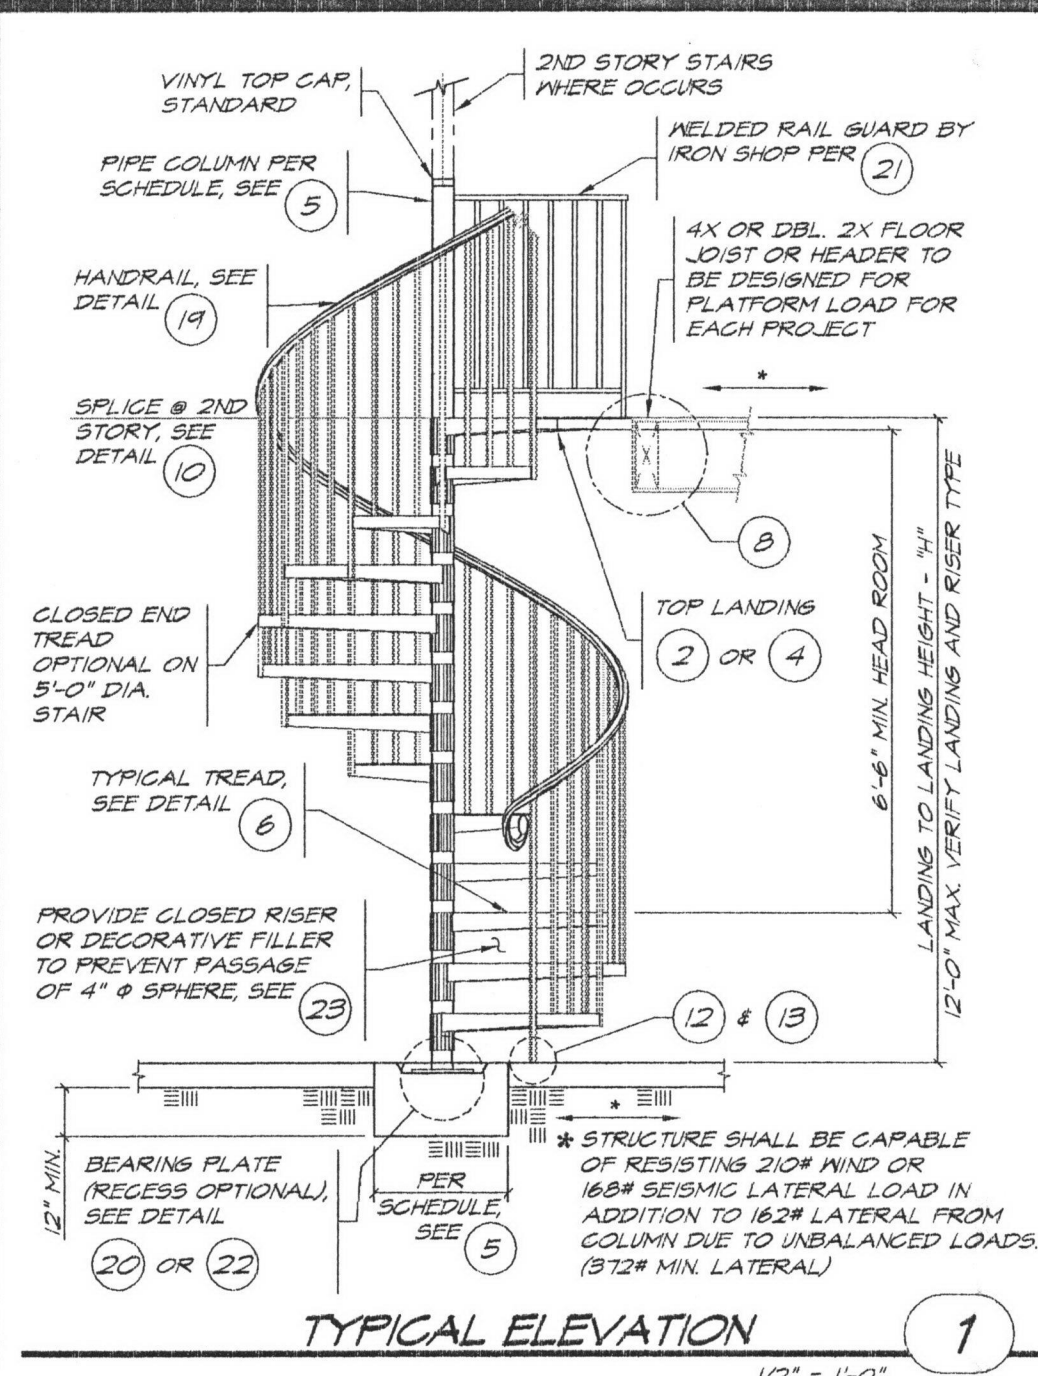 VINYL TOP CAP,
STANDARD
2ND STORY STAIRS
WHERE OCCURS
WELDED RAIL GUARD BY
IRON SHOP PER 21
PIPE COLUMN PER
SCHEDULE, SEE 5
4X OR DBL. 2X FLOOR
JOIST OR HEADER TO
BE DESIGNED FOR
PLATFORM LOAD FOR
EACH PROJECT
HANDRAIL, SEE
DETAIL 19
*
SPLICE @ 2ND
STORY, SEE
DETAIL 10
8
CLOSED END
TREAD
OPTIONAL ON
5'-0" DIA.
STAIR
TOP LANDING
2 OR 4
6'-6" MIN. HEAD ROOM
LANDING TO LANDING HEIGHT - "H"
12'-0" MAX. VERIFY LANDING AND RISER TYPE
TYPICAL TREAD,
SEE DETAIL 6
PROVIDE CLOSED RISER
OR DECORATIVE FILLER
TO PREVENT PASSAGE
OF 4" Φ SPHERE, SEE 23
12 & 13
12" MIN.
BEARING PLATE
(RECESS OPTIONAL),
SEE DETAIL
20 OR 22
PER
SCHEDULE,
SEE 5
*
* STRUCTURE SHALL BE CAPABLE
OF RESISTING 210# WIND OR
168# SEISMIC LATERAL LOAD IN
ADDITION TO 162# LATERAL FROM
COLUMN DUE TO UNBALANCED LOADS.
(372# MIN. LATERAL)
TYPICAL ELEVATION 1
1/2" = 1'-0"